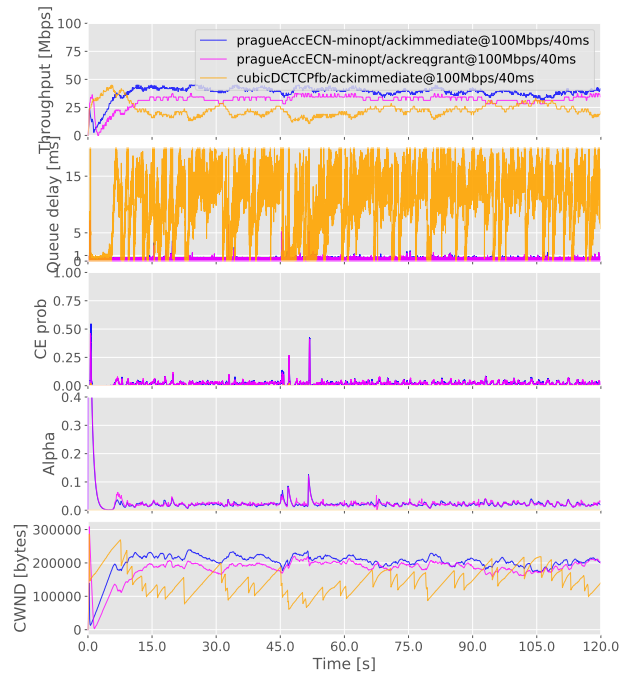 100
75
50
25
0
Throughput [Mbps]
pragueAccECN-minopt/ackimmediate@100Mbps/40ms
pragueAccECN-minopt/ackreqgrant@100Mbps/40ms
cubicDCTCPfb/ackimmediate@100Mbps/40ms
15
5
1
0
Queue delay [ms]
1.00
0.75
0.50
0.25
0.00
CE prob
0.4
0.3
0.2
0.1
0.0
Alpha
300000
200000
100000
0
CWND [bytes]
0.0 15.0 30.0 45.0 60.0 75.0 90.0 105.0 120.0
Time [s]